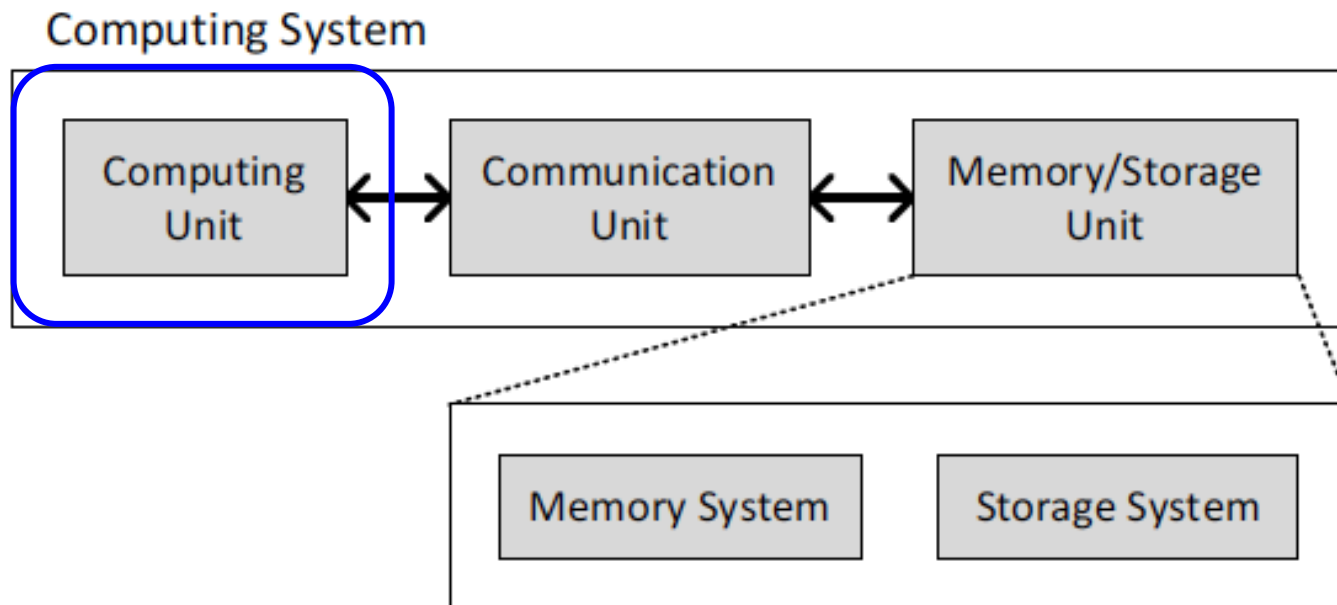 Computing System
Computing
Unit
Communication
Unit
Memory/Storage
Unit
Memory System
Storage System